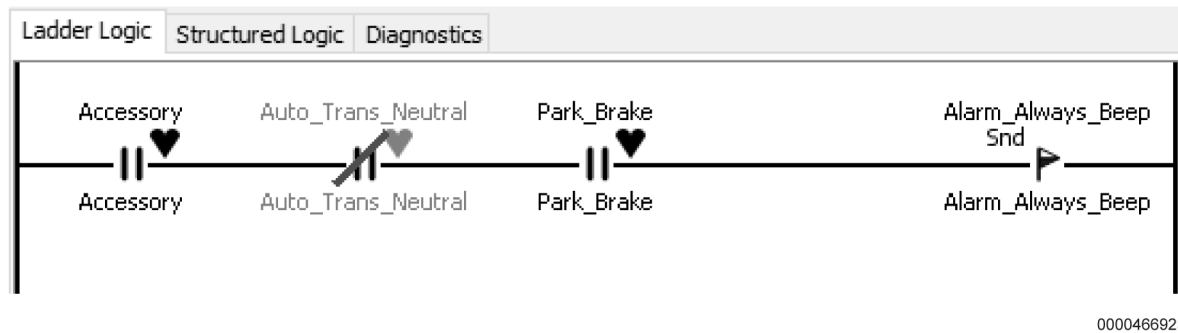 Ladder Logic Structured Logic Diagnostics
Accessory Auto_Trans_Neutral Park_Brake Alarm_Always_Beep
Snd
Accessory Auto_Trans_Neutral Park_Brake Alarm_Always_Beep
000046692